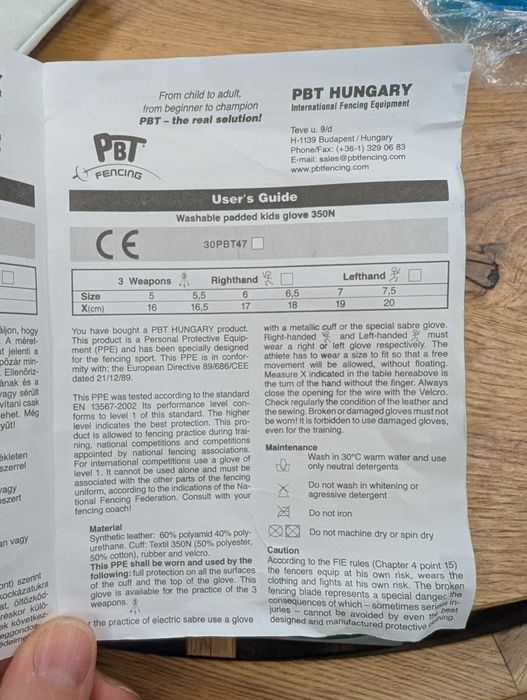 From child to adult,
from beginner to champion
PBT – the real solution!
PBT
FENCING
PBT HUNGARY
International Fencing Equipment
Teve u. 9/d
H-1139 Budapest / Hungary
Phone/Fax: (+36-1) 329 06 83
E-mail: sales@pbtfencing.com
www.pbtfencing.com
User's Guide
Washable padded kids glove 350N
CE
30PBT47
3 Weapons Righthand Lefthand
Size 5 5,5 6 6,5 7 7,5
X(cm) 16 16,5 17 18 19 20
You have bought a PBT HUNGARY product.
This product is a Personal Protective Equip-
ment (PPE) and has been specially designed
for the fencing sport. This PPE is in confor-
mity with: the European Directive 89/686/CEE
dated 21/12/89.
This PPE was tested according to the standard
EN 13567-2002 Its performance level con-
forms to level 1 of this standard. The higher
level indicates the best protection. This pro-
duct is allowed to fencing practice during trai-
ning, national competitions and competitions
appointed by national fencing associations.
For international competitions use a glove of
level 1. It cannot be used alone and must be
associated with the other parts of the fencing
uniform, according to the indications of the Na-
tional Fencing Federation. Consult with your
fencing coach!
Material
Synthetic leather: 60% polyamid 40% poly-
urethane. Cuff: Textil 350N (50% polyester,
50% cotton), rubber and velcro.
This PPE shall be worn and used by the
following: full protection on all the surfaces
of the cuff and the top of the glove. This
glove is available for practice of the 3
weapons.
the practice of electric sabre use a glove
with a metallic cuff or the special sabre glove.
Right-handed and Left-handed must
wear a right or left glove respectively. The
athlete has to wear a size to fit so that a free
movement will be allowed, without floating.
Measure X indicated in the table hereabove is
the turn of the hand without the finger. Always
close the opening for the wire with the Velcro.
Check regularly the condition of the leather and
the sewing. Broken or damaged gloves must not
be worn! It is forbidden to use damaged gloves,
even for the training.
Maintenance
Wash in 30°C warm water and use
only neutral detergents
Do not wash in whitening or
agressive detergent
Do not iron
Do not machine dry or spin dry
Caution
According to the FIE rules (Chapter 4 point 15)
the fencers equip at his own risk, wears the
clothing and fights at his own risk. The broken
fencing blade represents a special danger, the
consequences of which – sometimes serious in-
juries – cannot be avoided by even the best
designed and manufactured protective